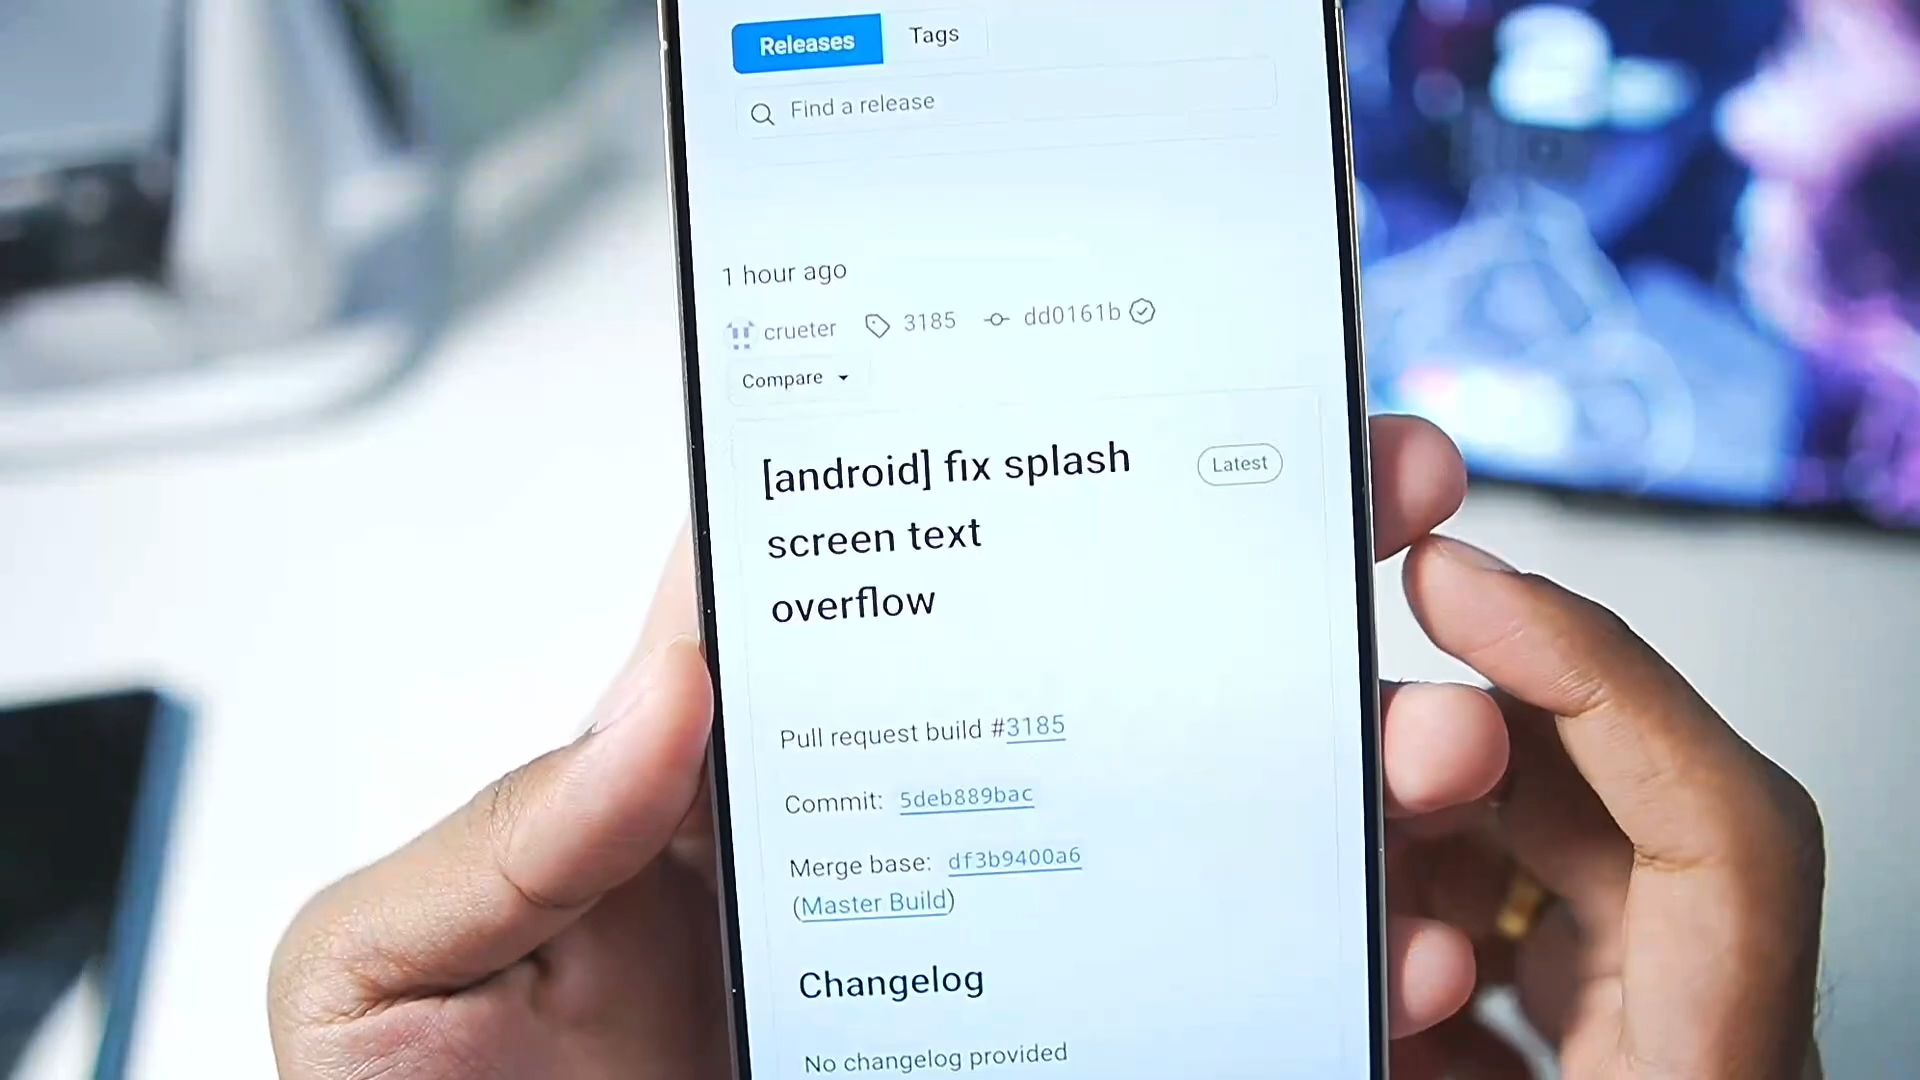 Releases Tags
Find a release
1 hour ago
crueter 3185 dd0161b
Compare
[android] fix splash
screen text
overflow
Latest
Pull request build #3185
Commit: 5deb889bac
Merge base: df3b9400a6
(Master Build)
Changelog
No changelog provided